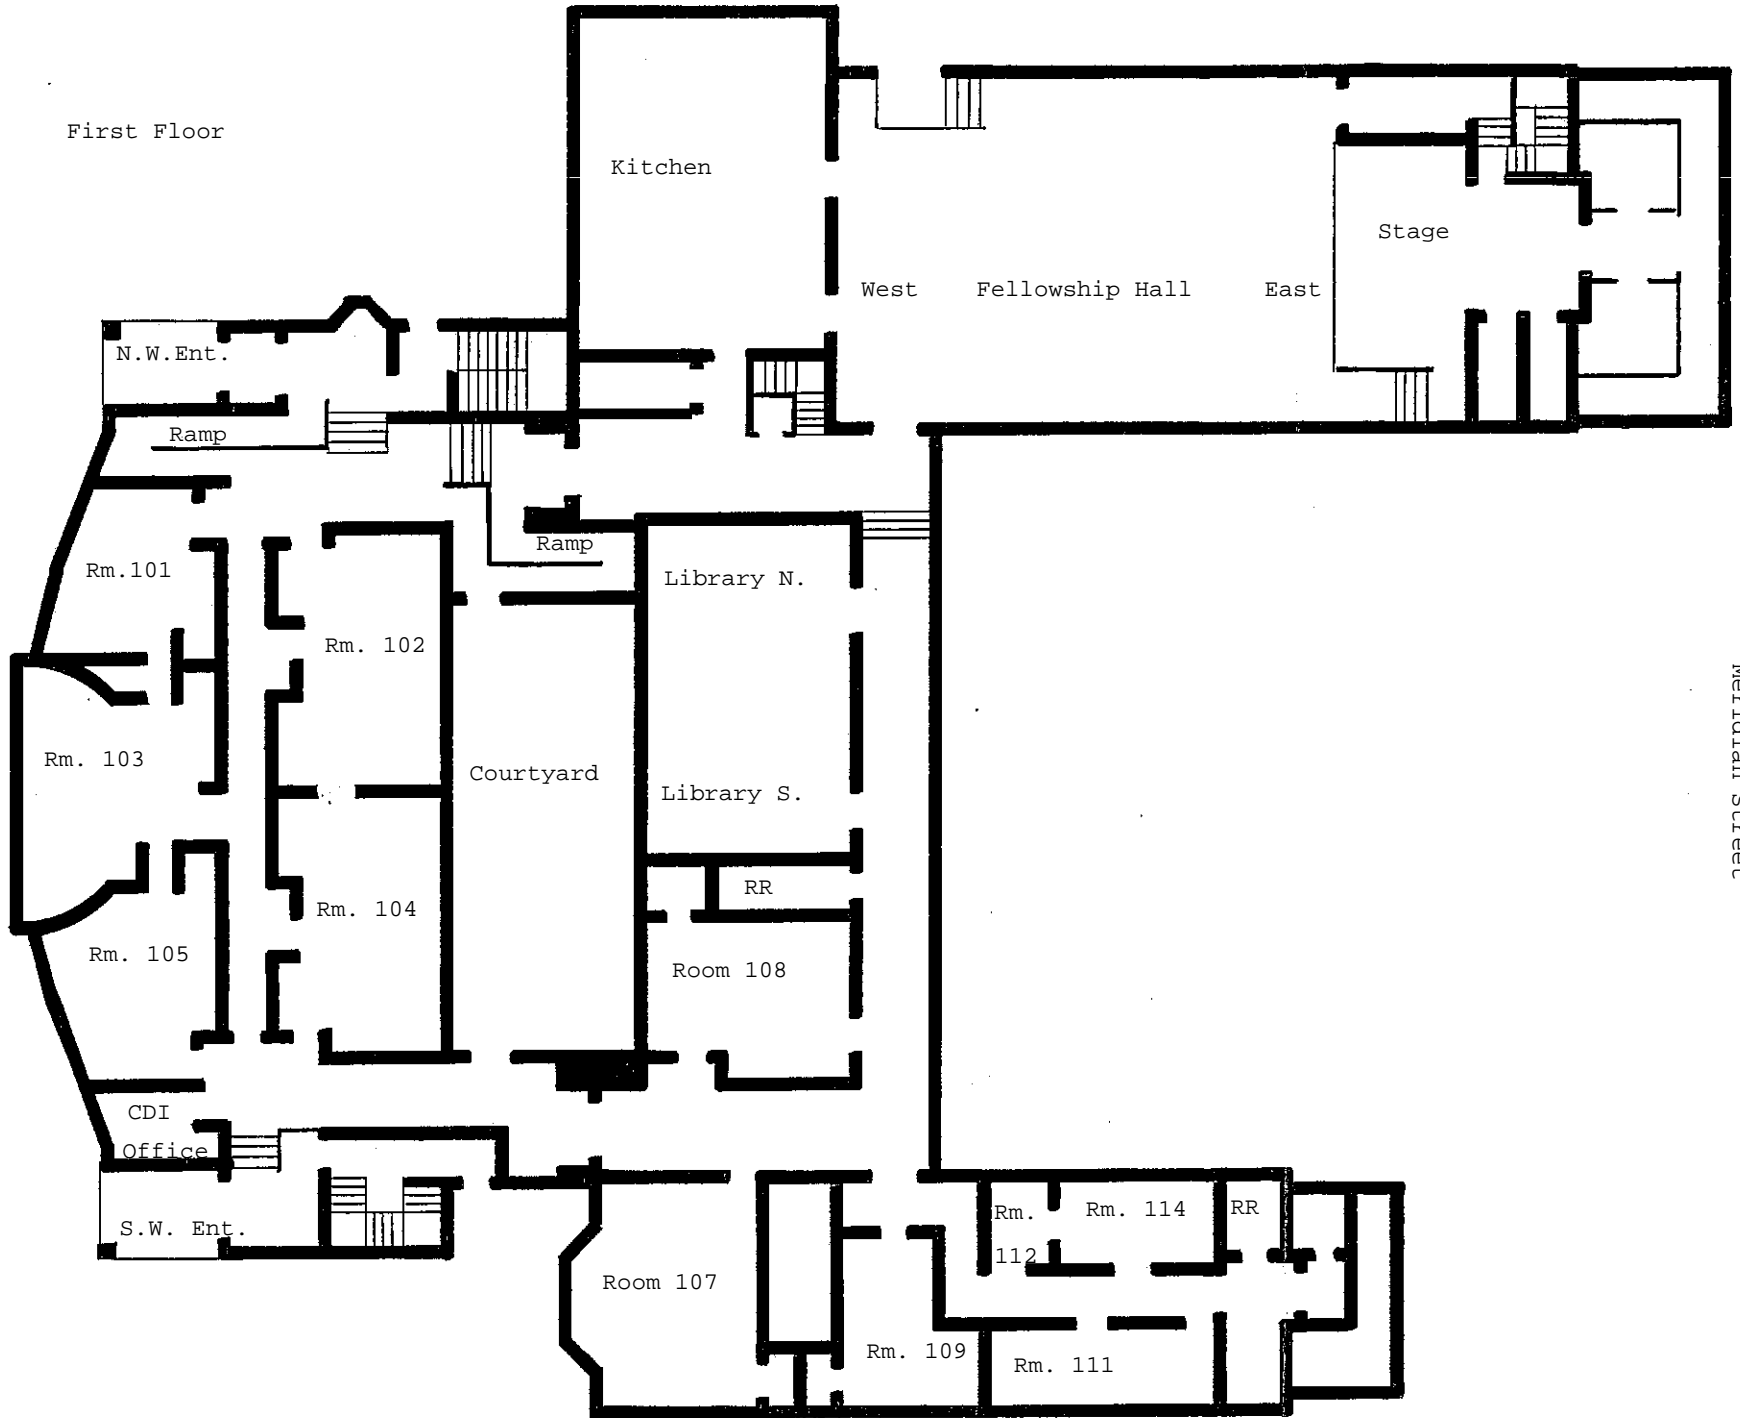 First Floor
Kitchen
Stage
West Fellowship Hall East
N.W.Ent.
Ramp
Ramp
Rm.101
Library N.
Rm. 102
Meridian Street
Rm. 103
Courtyard
Library S.
RR
Rm. 104
Rm. 105
Room 108
CDI
Office
S.W. Ent.
Rm.
112
Rm. 114
RR
Room 107
Rm. 109
Rm. 111